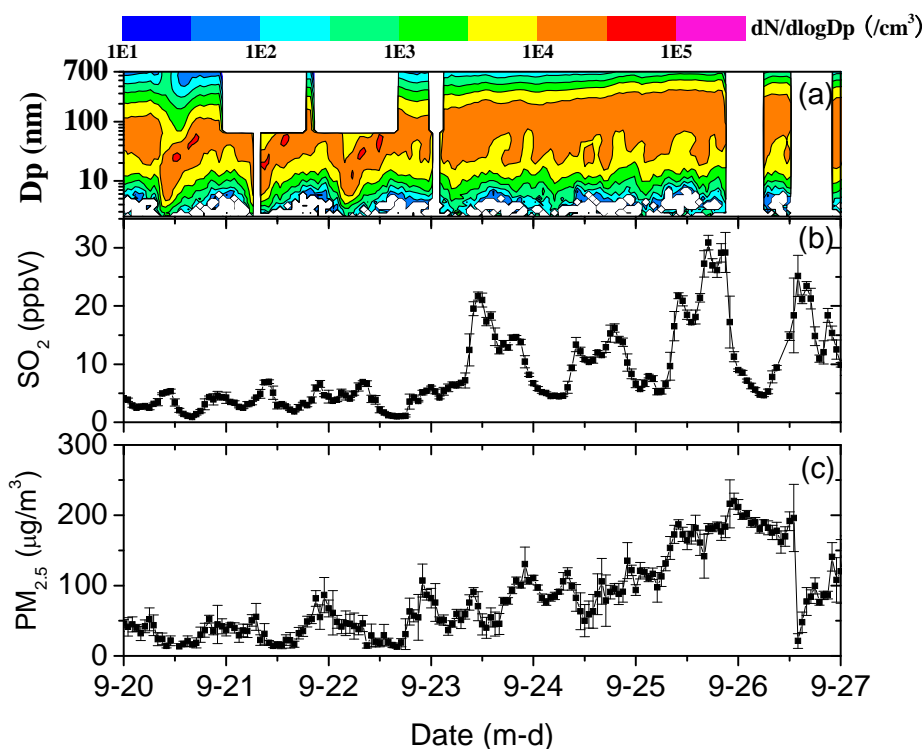 dN/dlogDp (/cm³)
1E1 1E2 1E3 1E4 1E5
(a)
700
100
10
Dp (nm)
(b)
30
20
10
0
SO₂ (ppbV)
(c)
300
200
100
0
PM₂.₅ (μg/m³)
9-20 9-21 9-22 9-23 9-24 9-25 9-26 9-27
Date (m-d)